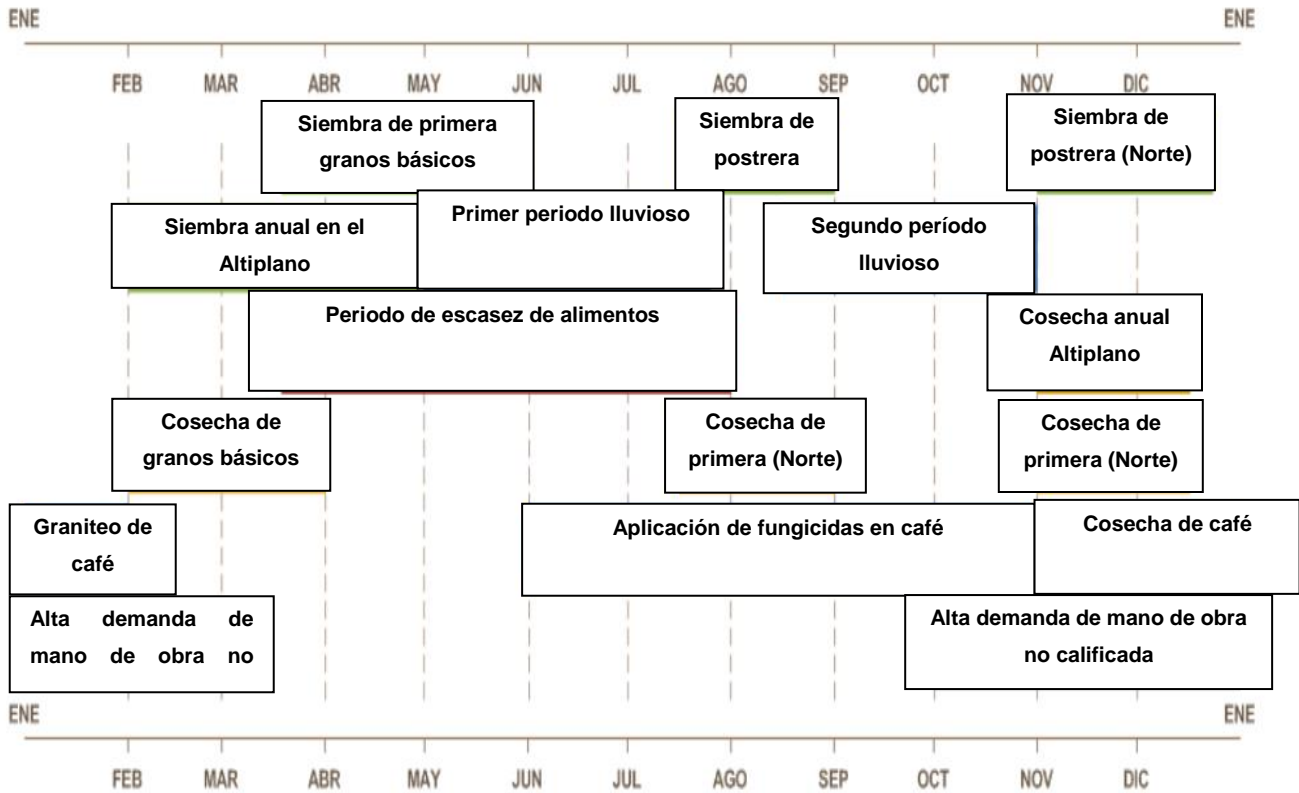 ENE ENE
FEB MAR ABR MAY JUN JUL AGO SEP OCT NOV DIC
Siembra de primera
granos básicos
Siembra de
postrera
Siembra de
postrera (Norte)
Siembra anual en el
Altiplano
Primer periodo lluvioso
Segundo período
lluvioso
Periodo de escasez de alimentos
Cosecha anual
Altiplano
Cosecha de
granos básicos
Cosecha de
primera (Norte)
Cosecha de
primera (Norte)
Graniteo de
café
Aplicación de fungicidas en café
Cosecha de café
Alta demanda de
mano de obra no
Alta demanda de mano de obra
no calificada
ENE ENE
FEB MAR ABR MAY JUN JUL AGO SEP OCT NOV DIC